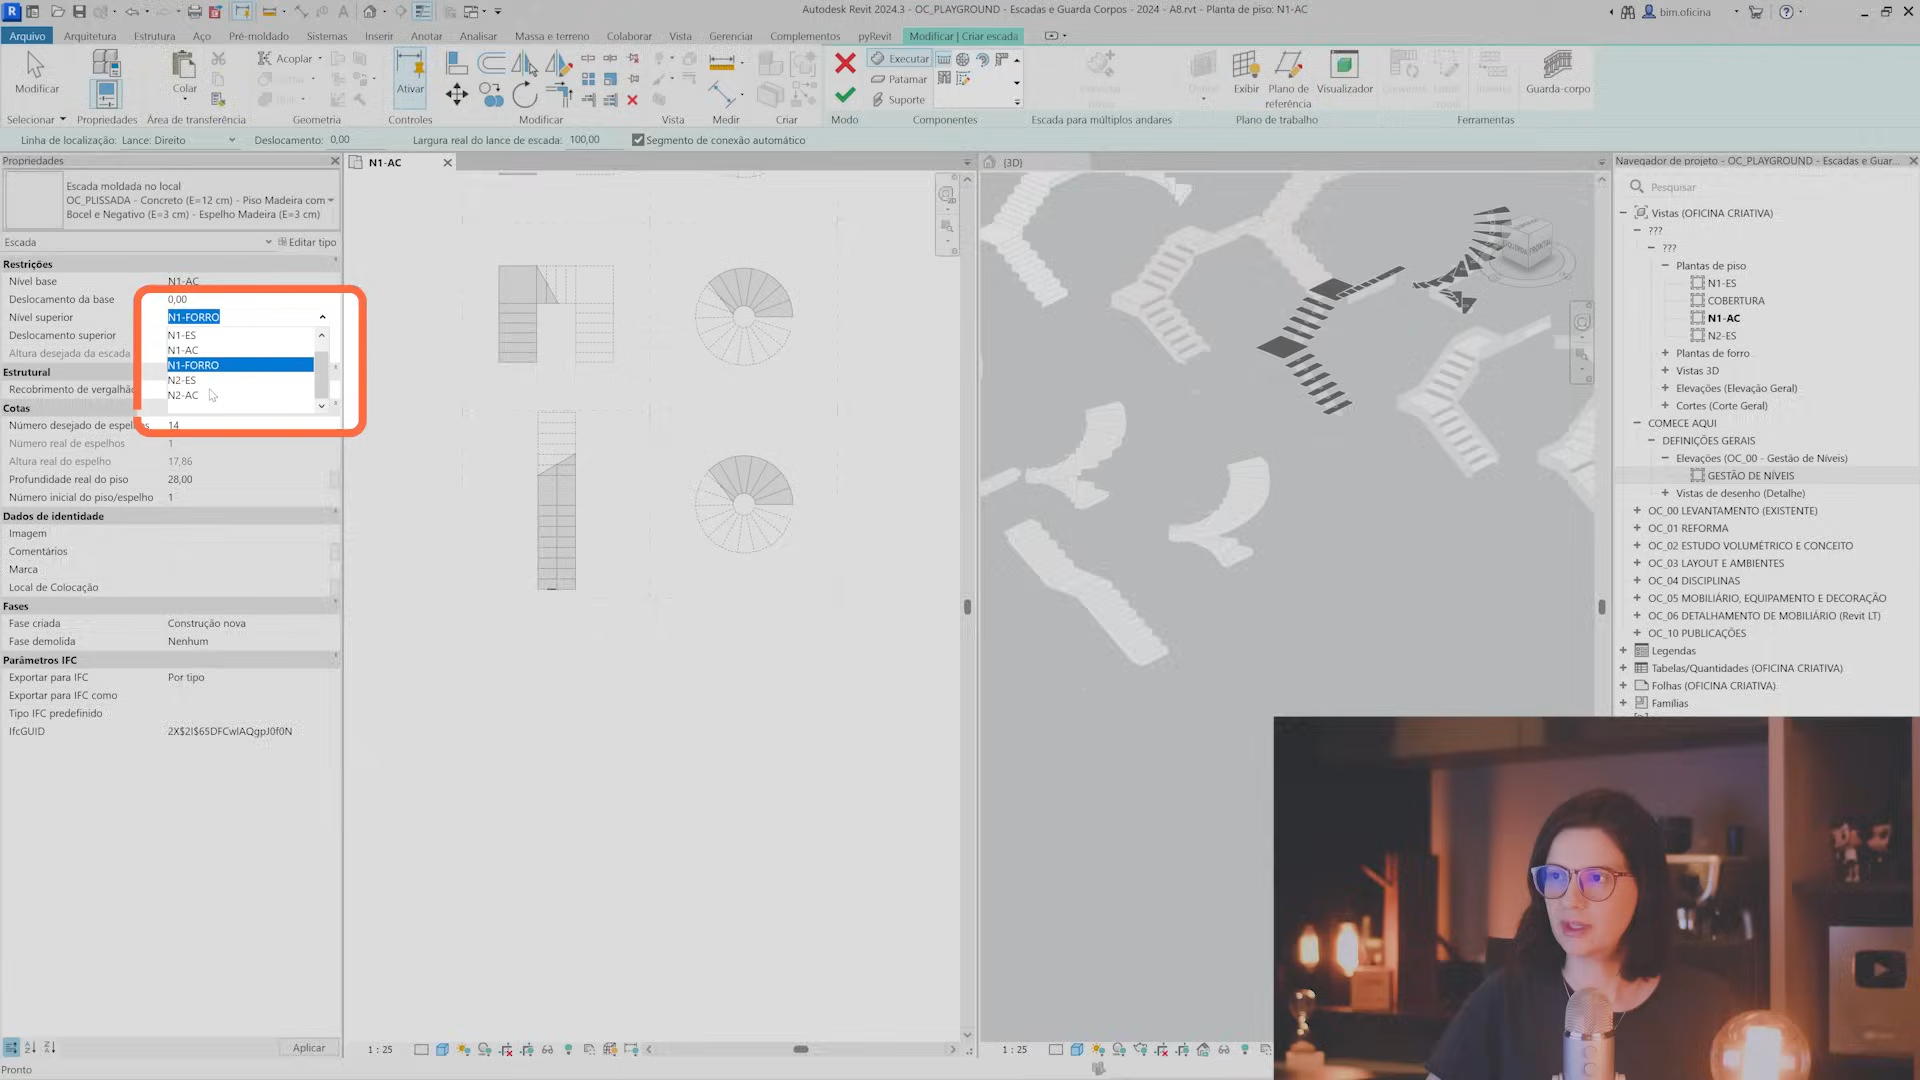 Autodesk Revit 2024.3 - OC_PLAYGROUND - Escadas e Guarda Corpos - 2024 - A8.rvt - Planta de piso: N1-AC
bim.oficina
Arquivo Arquitetura Estrutura Aço Pré-moldado Sistemas Inserir Anotar Analisar Massa e terreno Colaborar Vista Gerenciar Complementos pyRevit Modificar | Criar escada
Modificar
Colar
Acoplar
Ativar
Executar
Patamar
Suporte
Exibir
Plano de referência
Visualizador
Guarda-corpo
Selecionar Propriedades Área de transferência Geometria Controles Modificar Vista Medir Criar Modo Componentes Escada para múltiplos andares Plano de trabalho Ferramentas
Linha de localização: Lance: Direito Deslocamento: 0,00 Largura real do lance de escada: 100,00 Segmento de conexão automático
Propriedades
Escada moldada no local
OC_PLISSADA - Concreto (E=12 cm) - Piso Madeira com
Bocel e Negativo (E=3 cm) - Espelho Madeira (E=3 cm)
Escada Editar tipo
Restrições
Nível base N1-AC
Deslocamento da base 0,00
Nível superior N1-FORRO
Deslocamento superior N1-ES
N1-AC
Altura desejada da escada
N1-FORRO
Estrutural
N2-ES
Recobrimento de vergalhão
N2-AC
Cotas
Número desejado de espelhos 14
Número real de espelhos 1
Altura real do espelho 17,86
Profundidade real do piso 28,00
Número inicial do piso/espelho 1
Dados de identidade
Imagem
Comentários
Marca
Local de Colocação
Fases
Fase criada Construção nova
Fase demolida Nenhum
Parâmetros IFC
Exportar para IFC Por tipo
Exportar para IFC como
Tipo IFC predefinido
IfcGUID 2X$2I$65DFCwlAQgpJ0f0N
Aplicar
Pronto
N1-AC
1 : 25
{3D}
FRONTAL
1 : 25
Navegador de projeto - OC_PLAYGROUND - Escadas e Guar...
Pesquisar
Vistas (OFICINA CRIATIVA)
???
???
Plantas de piso
N1-ES
COBERTURA
N1-AC
N2-ES
Plantas de forro
Vistas 3D
Elevações (Elevação Geral)
Cortes (Corte Geral)
COMECE AQUI
DEFINIÇÕES GERAIS
Elevações (OC_00 - Gestão de Níveis)
GESTÃO DE NÍVEIS
Vistas de desenho (Detalhe)
OC_00 LEVANTAMENTO (EXISTENTE)
OC_01 REFORMA
OC_02 ESTUDO VOLUMÉTRICO E CONCEITO
OC_03 LAYOUT E AMBIENTES
OC_04 DISCIPLINAS
OC_05 MOBILIÁRIO, EQUIPAMENTO E DECORAÇÃO
OC_06 DETALHAMENTO DE MOBILIÁRIO (Revit LT)
OC_10 PUBLICAÇÕES
Legendas
Tabelas/Quantidades (OFICINA CRIATIVA)
Folhas (OFICINA CRIATIVA)
Famílias